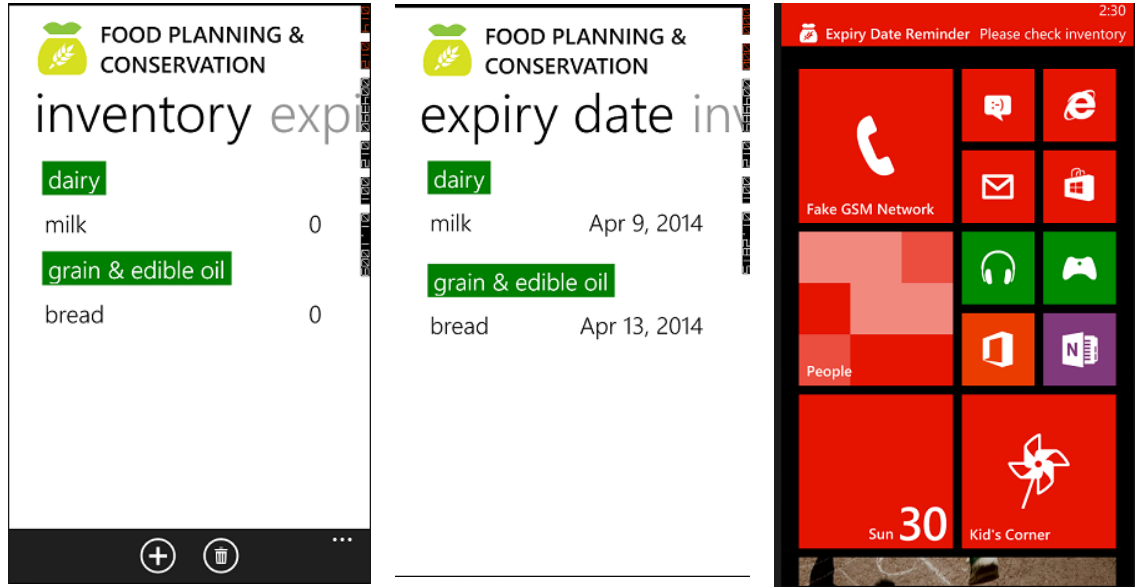 FOOD PLANNING &
CONSERVATION
inventory expi
dairy
milk 0
grain & edible oil
bread 0
FOOD PLANNING &
CONSERVATION
expiry date inv
dairy
milk Apr 9, 2014
grain & edible oil
bread Apr 13, 2014
2:30
Expiry Date Reminder Please check inventory
:-)
Fake GSM Network
People
N
Sun 30
Kid's Corner